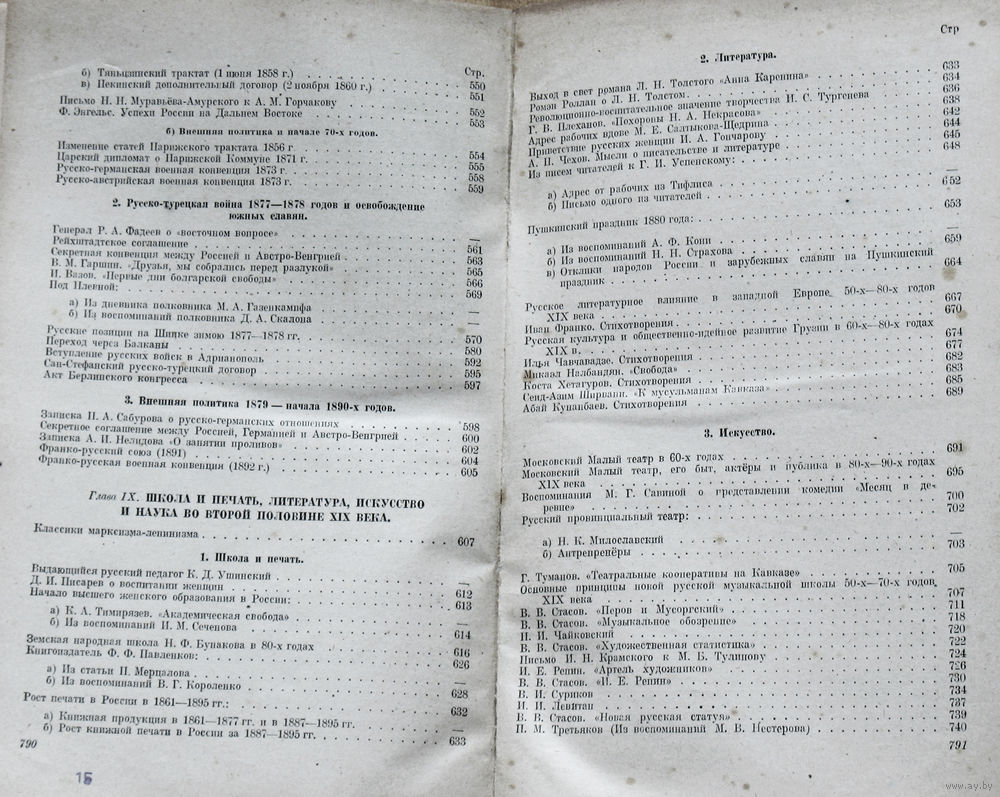 Стр.
б) Тяньцзинский трактат (1 июня 1858 г.) 550
в) Пекинский дополнительный договор (2 ноября 1860 г.) 551
Письмо Н. Н. Муравьёва-Амурского к А. М. Горчакову 552
Ф. Энгельс. Успехи России на Дальнем Востоке 553
б) Внешняя политика в начале 70-х годов.
Изменение статей Парижского трактата 1856 г 554
Царский дипломат о Парижской Коммуне 1871 г. 555
Русско-германская военная конвенция 1873 г. 558
Русско-австрийская военная конвенция 1873 г. 559
2. Русско-турецкая война 1877—1878 годов и освобождение
южных славян.
Генерал Р. А. Фадеев о «восточном вопросе» —
Рейхштадтское соглашение 561
Секретная конвенция между Россией и Австро-Венгрией 563
В. М. Гаршин. «Друзья, мы собрались перед разлукой» 565
И. Вазов. «Первые дни болгарской свободы» 566
Под Плевной: 569
а) Из дневника полковника М. А. Газенкампфа —
б) Из воспоминаний полковника Д. А. Скалона —
Русские позиции на Шипке зимою 1877—1878 гг. 570
Переход через Балканы 580
Вступление русских войск в Адрианополь 592
Сан-Стефанский русско-турецкий договор 595
Акт Берлинского конгресса 597
3. Внешняя политика 1879 — начала 1890-х годов.
Записка П. А. Сабурова о русско-германских отношениях 598
Секретное соглашение между Россией, Германией и Австро-Венгрией 600
Записка А. И. Нелидова «О занятии проливов» 602
Франко-русский союз (1891) 604
Франко-русская военная конвенция (1892 г.) 605
Глава IX. ШКОЛА И ПЕЧАТЬ, ЛИТЕРАТУРА, ИСКУССТВО
И НАУКА ВО ВТОРОЙ ПОЛОВИНЕ XIX ВЕКА.
Классики марксизма-ленинизма 607
1. Школа и печать.
Выдающийся русский педагог К. Д. Ушинский —
Д. И. Писарев о воспитании женщин 612
Начало высшего женского образования в России: 613
а) К. А. Тимирязев. «Академическая свобода» —
б) Из воспоминаний И. М. Сеченова 614
Земская народная школа Н. Ф. Бунакова в 80-х годах 616
Книгоиздатель Ф. Ф. Павленков: 626
а) Из статьи П. Мерцалова —
б) Из воспоминаний В. Г. Короленко 628
Рост печати в России в 1861—1895 гг.: 632
а) Книжная продукция в 1861—1877 гг. и в 1887—1895 гг. —
б) Рост книжной печати в России за 1887—1895 гг. 633
790
15
Стр
2. Литература.
Выход в свет романа Л. Н. Толстого «Анна Каренина» 633
Ромен Роллан о Л. Н. Толстом 634
Революционно-воспитательное значение творчества И. С. Тургенева 636
Г. В. Плеханов. «Похороны Н. А. Некрасова» 638
Адрес рабочих вдове М. Е. Салтыкова-Щедрина 642
Приветствие русских женщин И. А. Гончарову 644
А. П. Чехов. Мысли о писательстве и литературе 645
Из писем читателей к Г. И. Успенскому: 648
а) Адрес от рабочих из Тифлиса —
б) Письмо одного из читателей 652
Пушкинский праздник 1880 года: 653
а) Из воспоминаний А. Ф. Кони —
б) Из воспоминаний Н. Н. Страхова 659
в) Отклики народов России и зарубежных славян на Пушкинский
праздник 664
Русское литературное влияние в западной Европе 50-х—80-х годов
XIX века 667
Иван Франко. Стихотворения 670
Русская культура и общественно-идейное развитие Грузии в 60-х—80-х годах
XIX в. 674
Илья Чавчавадзе. Стихотворения 677
Микаэл Налбандян. «Свобода» 682
Коста Хетагуров. Стихотворения 683
Сеид-Азим Ширвани. «К мусульманам Кавказа» 685
Абай Кунанбаев. Стихотворения 689
3. Искусство.
Московский Малый театр в 60-х годах 691
Московский Малый театр, его быт, актёры и публика в 80-х—90-х годах
XIX века 695
Воспоминания М. Г. Савиной о представлении комедии «Месяц в де-
ревне» 700
Русский провинциальный театр: 702
а) Н. К. Милославский —
б) Антрепренёры 703
Г. Туманов. «Театральные кооперативы на Кавказе» 705
Основные принципы новой русской музыкальной школы 50-х—70-х годов
XIX века 707
В. В. Стасов. «Перов и Мусоргский» 711
В. В. Стасов. «Музыкальное обозрение» 718
П. И. Чайковский 720
В. В. Стасов. «Художественная статистика» 722
Письмо И. Н. Крамского к М. Б. Тулинову 724
И. Е. Репин. «Артель художников» 726
В. В. Стасов. «И. Е. Репин» 730
В. И. Суриков 734
И. И. Левитан 737
В. В. Стасов. «Новая русская статуя» 739
П. М. Третьяков (Из воспоминаний М. В. Нестерова) 740
791
www.ay.by